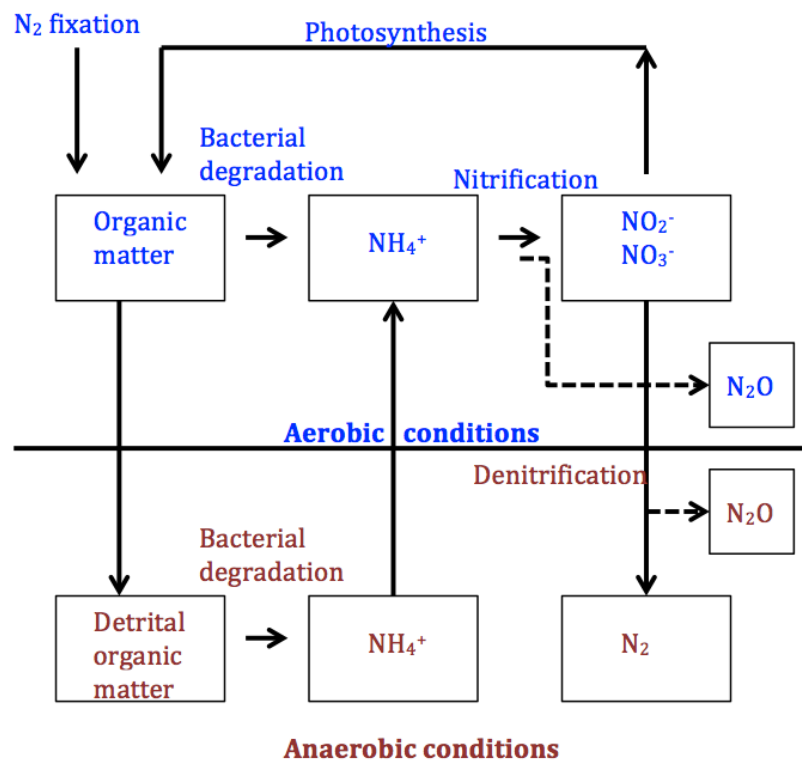 N₂ fixation
Photosynthesis
Bacterial
degradation
Nitrification
Organic
matter
NH₄⁺
NO₂⁻
NO₃⁻
N₂O
Aerobic conditions
Denitrification
N₂O
Bacterial
degradation
Detrital
organic
matter
NH₄⁺
N₂
Anaerobic conditions